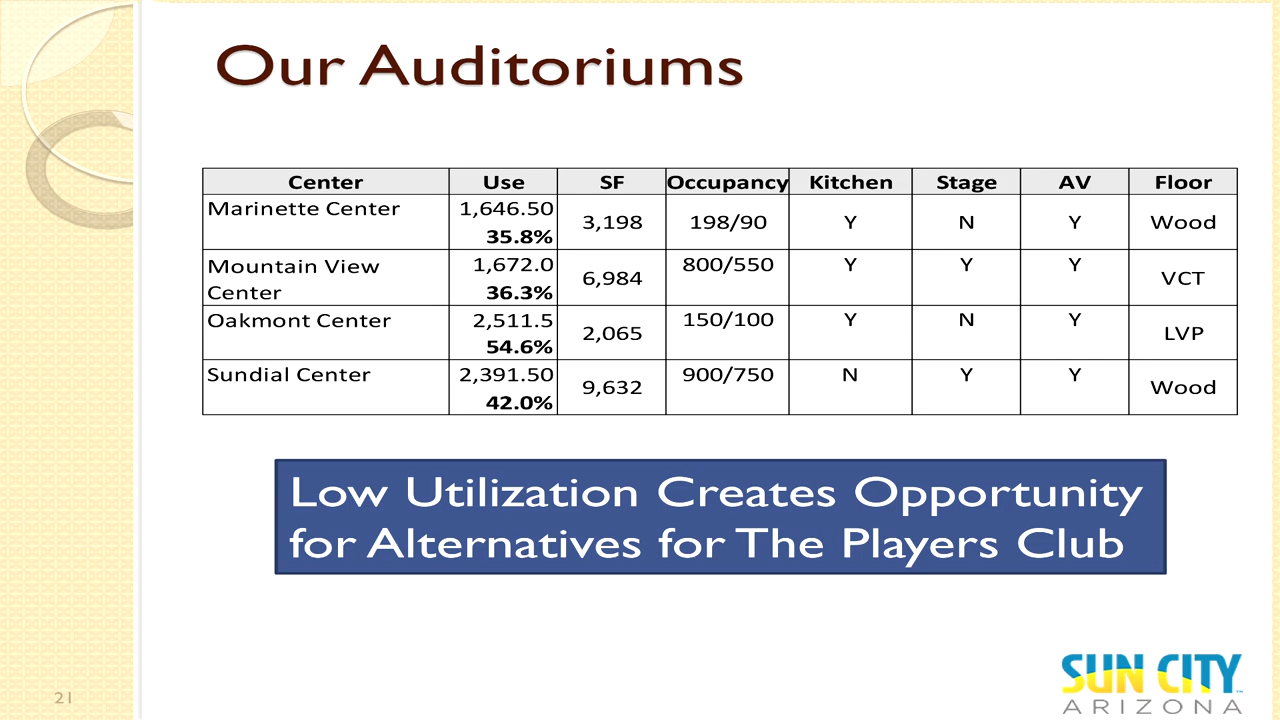 Our Auditoriums
Center Use SF Occupancy Kitchen Stage AV Floor
Marinette Center 1,646.50 3,198 198/90 Y N Y Wood
35.8%
Mountain View 1,672.0 6,984 800/550 Y Y Y VCT
Center 36.3%
Oakmont Center 2,511.5 2,065 150/100 Y N Y LVP
54.6%
Sundial Center 2,391.50 9,632 900/750 N Y Y Wood
42.0%
Low Utilization Creates Opportunity
for Alternatives for The Players Club
SUN CITY
ARIZONA
21